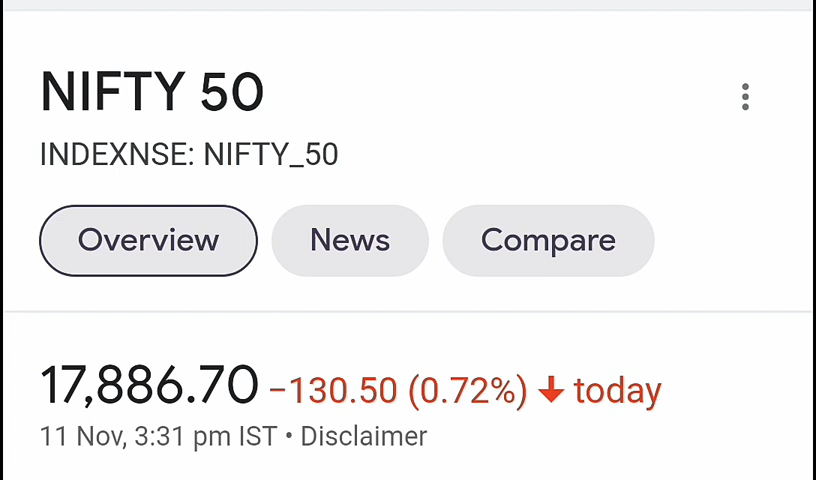 NIFTY 50
INDEXNSE: NIFTY_50
Overview News Compare
17,886.70 −130.50 (0.72%) ↓ today
11 Nov, 3:31 pm IST • Disclaimer